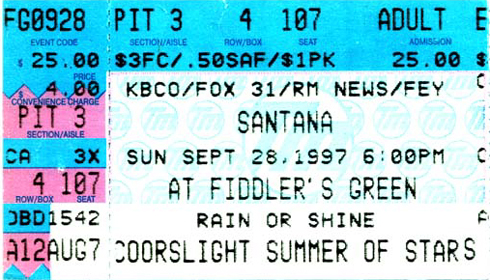 FG0928 PIT 3 4 107 ADULT E
EVENT CODE SECTION/AISLE ROW/BOX SEAT ADMISSION
$ 25.00 $3FC/.50SAF/$1PK 25.00 $
PRICE
$ 4.00 KBCO/FOX 31/RM NEWS/FEY
CONVENIENCE CHARGE
PIT 3 SANTANA
SECTION/AISLE
CA 3X SUN SEPT 28,1997 6:00PM
4 107 AT FIDDLER'S GREEN
ROW/BOX SEAT
OBD1542 RAIN OR SHINE
A12AUG7 COORSLIGHT SUMMER OF STARS